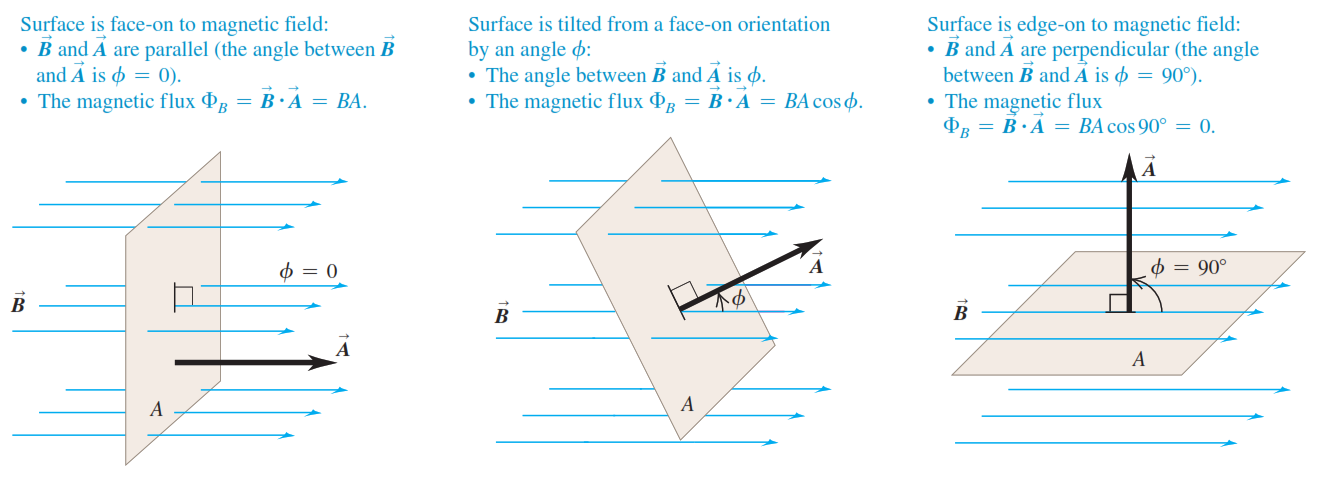 Surface is face-on to magnetic field:
• B⃗ and A⃗ are parallel (the angle between B⃗
and A⃗ is ϕ = 0).
• The magnetic flux Φ_B = B⃗ · A⃗ = BA.
B⃗
ϕ = 0
A⃗
A
Surface is tilted from a face-on orientation
by an angle ϕ:
• The angle between B⃗ and A⃗ is ϕ.
• The magnetic flux Φ_B = B⃗ · A⃗ = BA cos ϕ.
A⃗
ϕ
B⃗
A
Surface is edge-on to magnetic field:
• B⃗ and A⃗ are perpendicular (the angle
between B⃗ and A⃗ is ϕ = 90°).
• The magnetic flux
Φ_B = B⃗ · A⃗ = BA cos 90° = 0.
A⃗
ϕ = 90°
B⃗
A